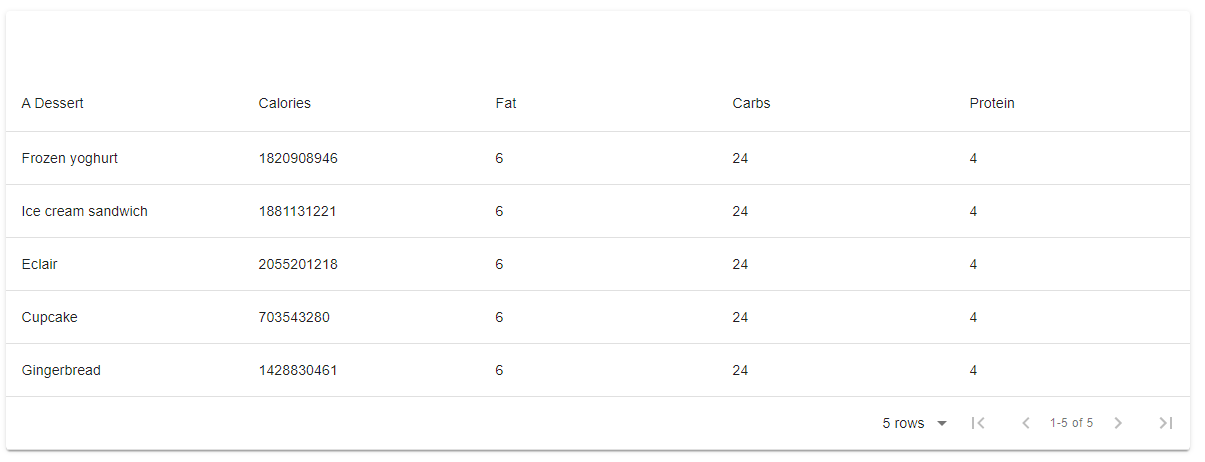 A Dessert Calories Fat Carbs Protein
Frozen yoghurt 1820908946 6 24 4
Ice cream sandwich 1881131221 6 24 4
Eclair 2055201218 6 24 4
Cupcake 703543280 6 24 4
Gingerbread 1428830461 6 24 4
5 rows 1-5 of 5